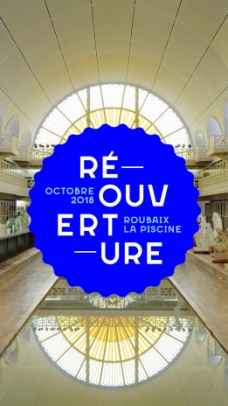 RÉ—
OCTOBRE
2018
OUV
ERT
ROUBAIX
LA PISCINE
—URE